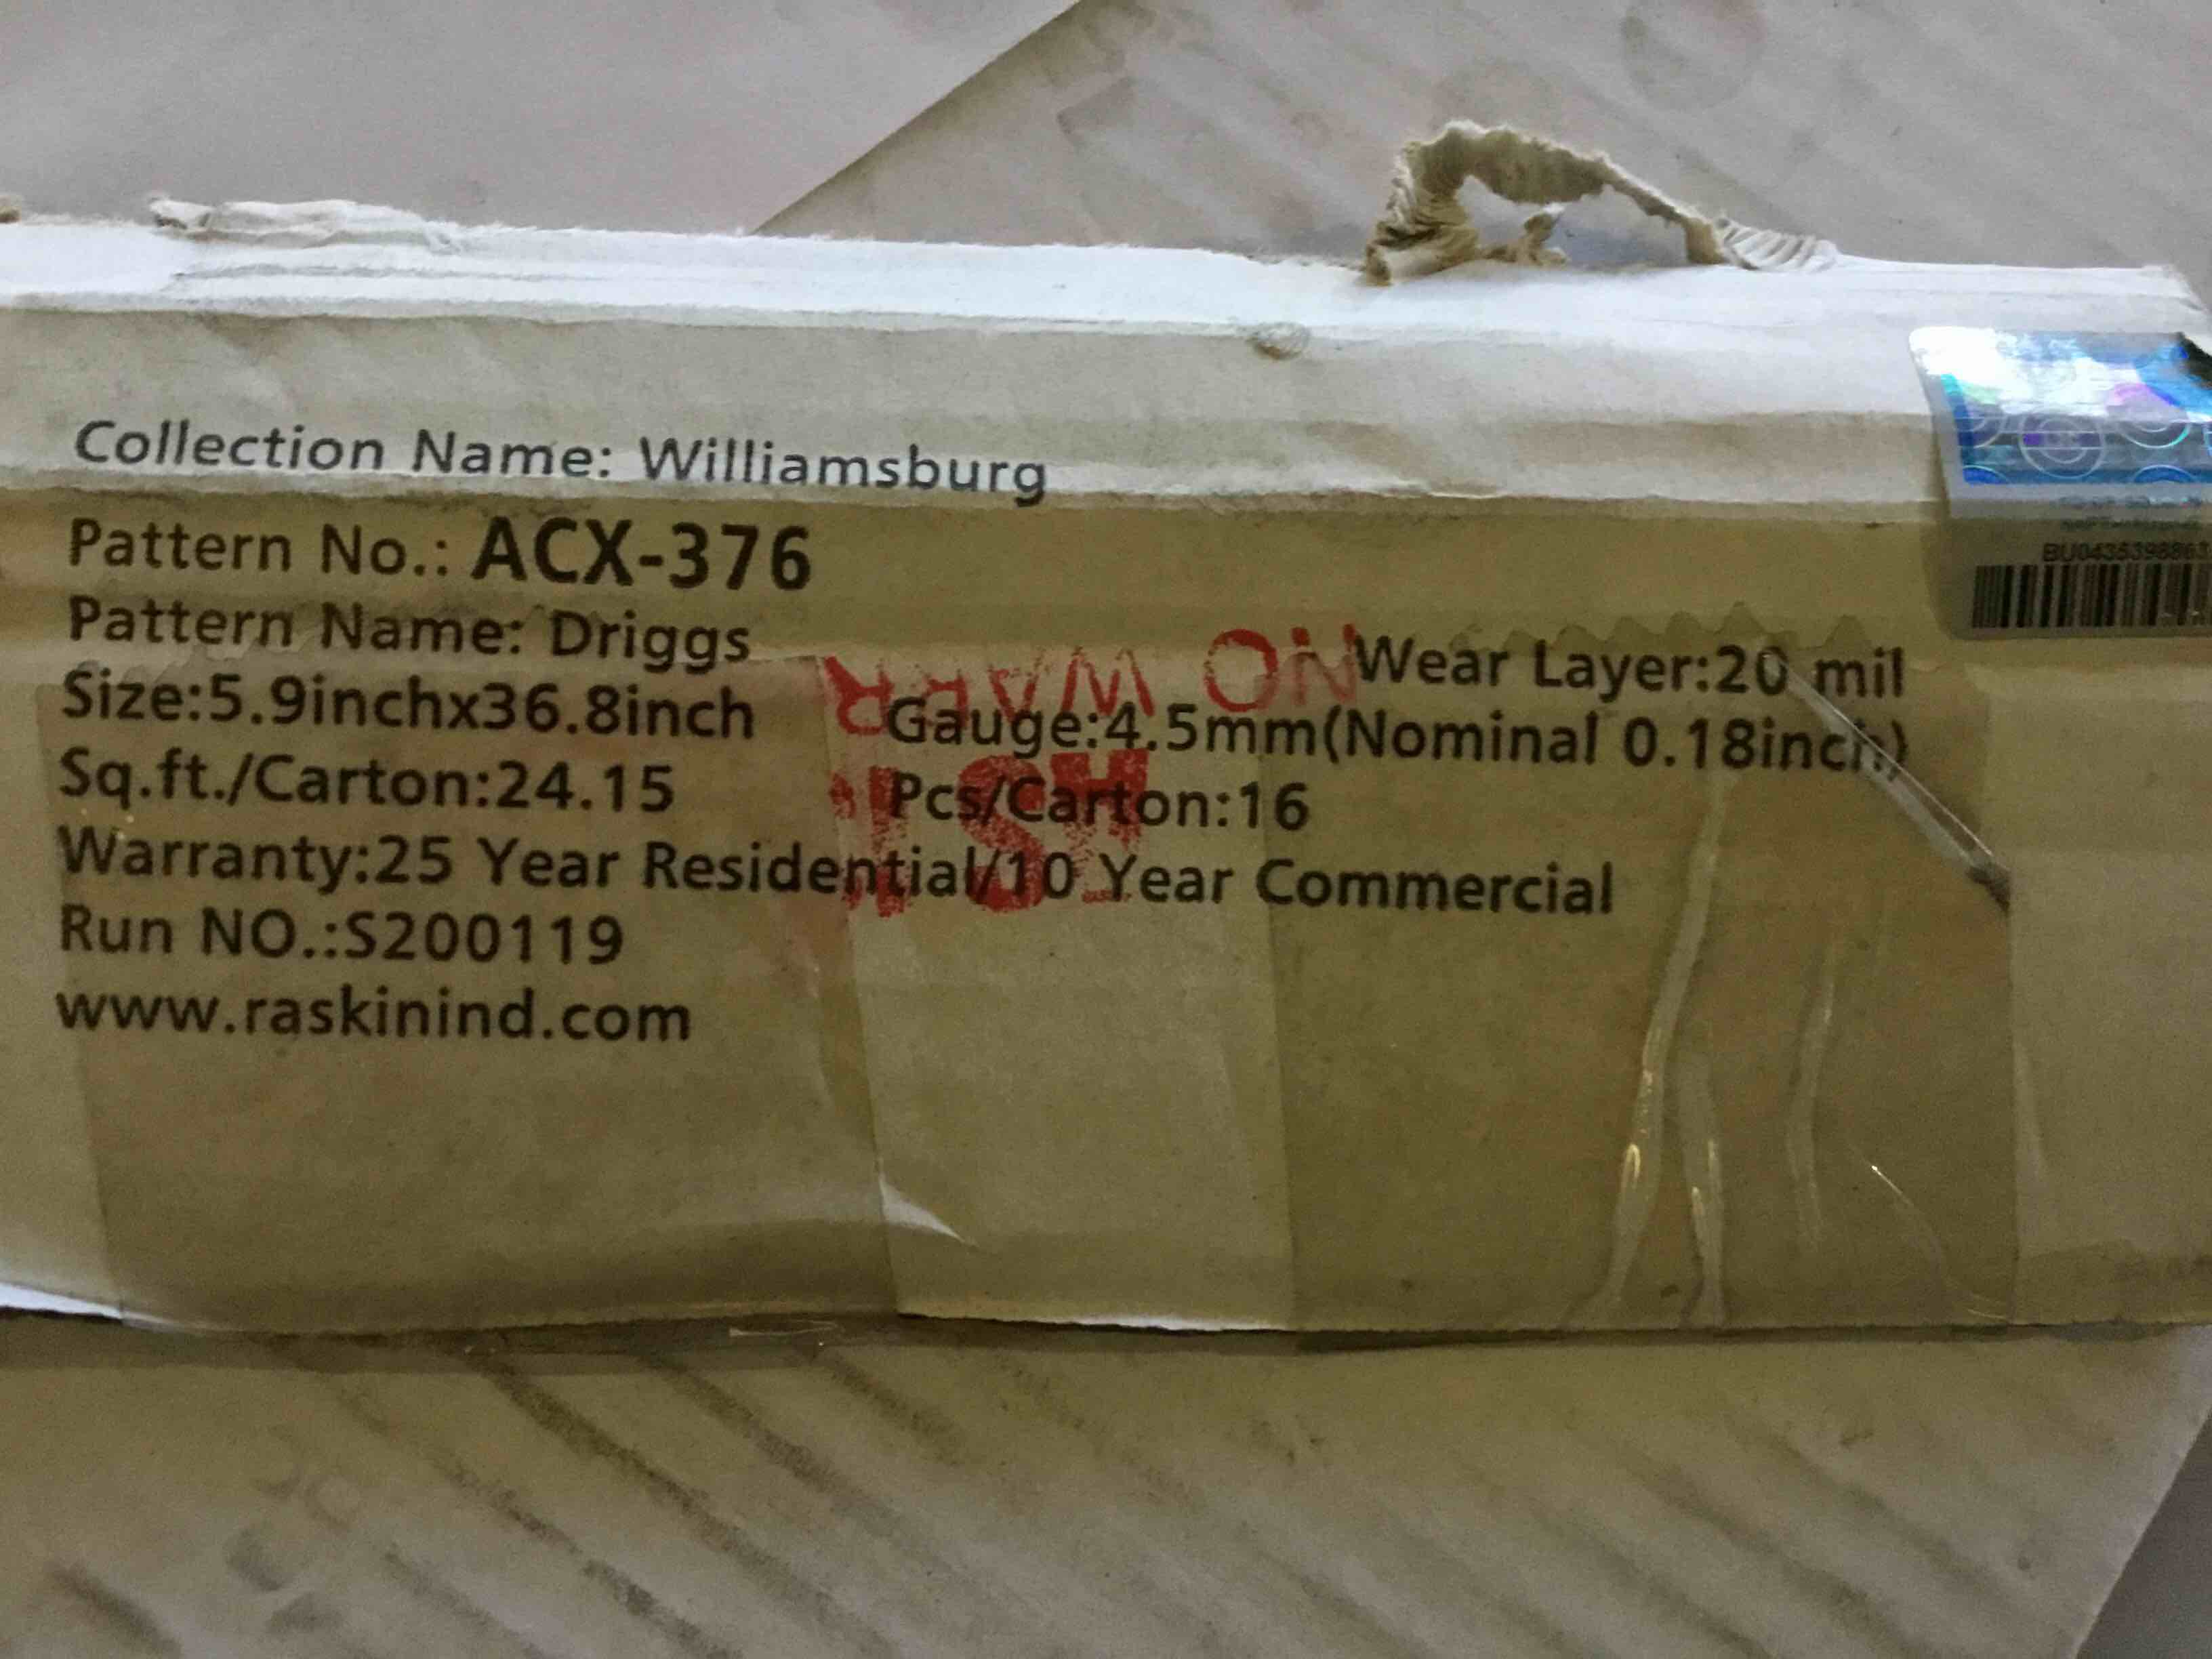 Collection Name: Williamsburg
Pattern No.: ACX-376
Pattern Name: Driggs
Size:5.9inchx36.8inch
Wear Layer:20 mil
Gauge:4.5mm(Nominal 0.18inch)
Sq.ft./Carton:24.15
Pcs/Carton:16
Warranty:25 Year Residential/10 Year Commercial
Run NO.:S200119
www.raskinind.com
NO WARR